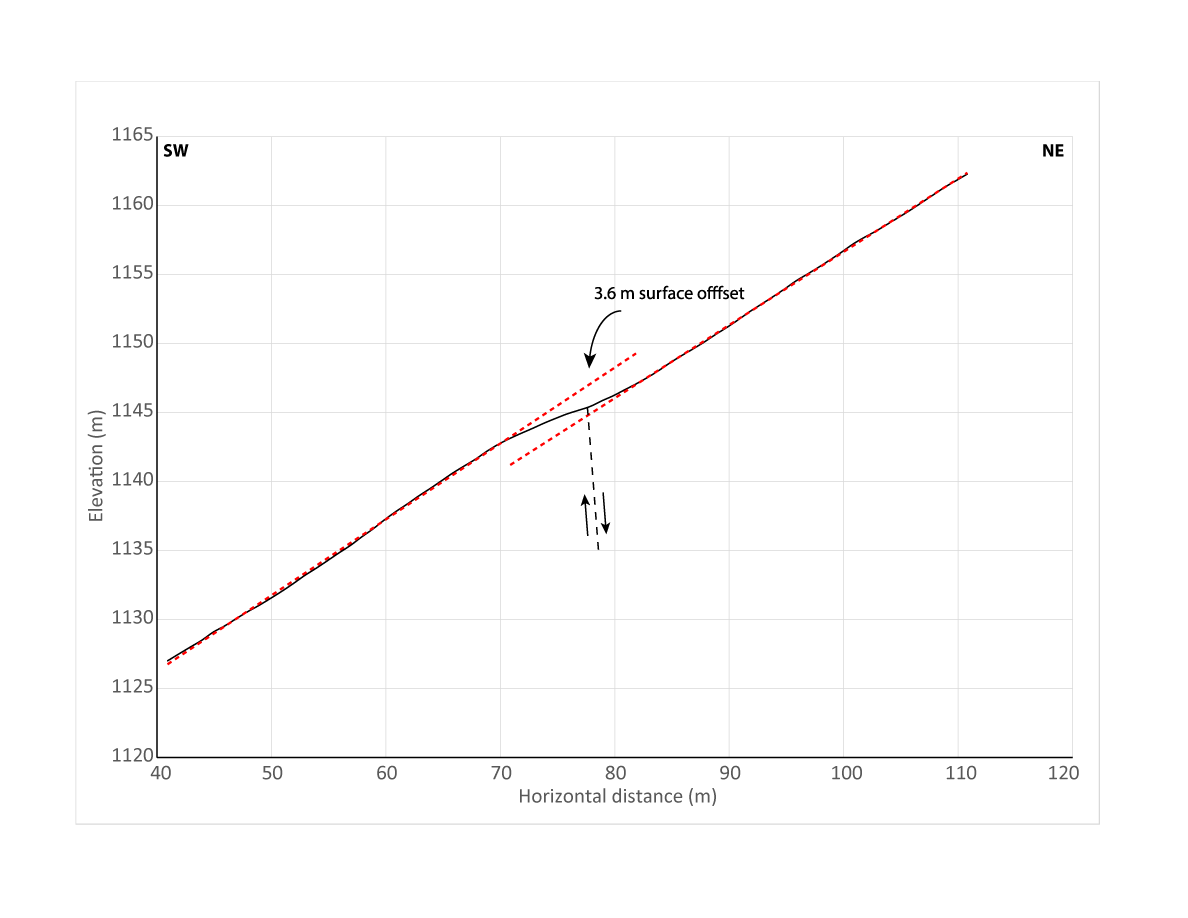 1165
SW
NE
1160
1155
3.6 m surface offfset
1150
1145
1140
1135
1130
1125
1120
Elevation (m)
40 50 60 70 80 90 100 110 120
Horizontal distance (m)